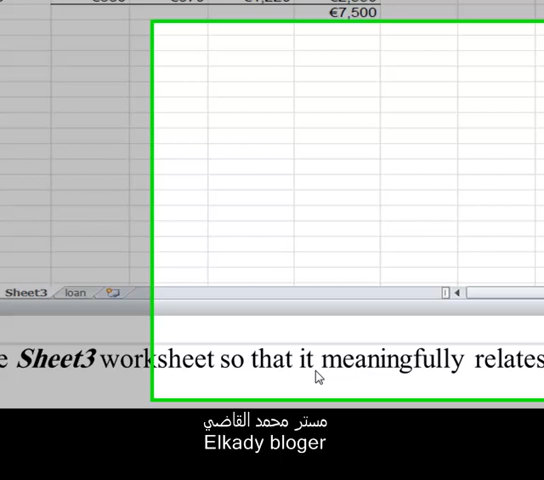 €7,500
Sheet3 loan
Sheet3 worksheet so that it meaningfully relates
مستر محمد القاضي
Elkady bloger